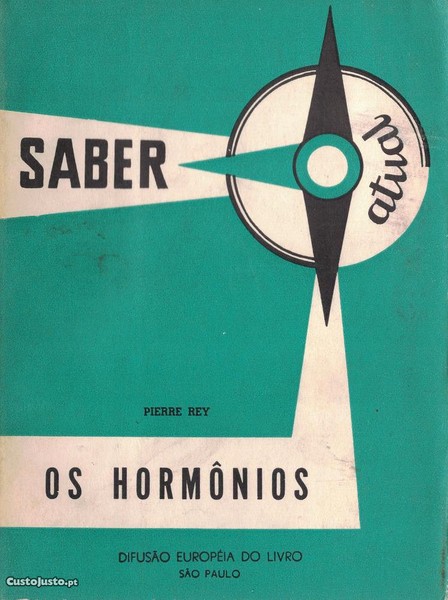 SABER
atual
PIERRE REY
OS HORMÔNIOS
DIFUSÃO EUROPÉIA DO LIVRO
SÃO PAULO
CustoJusto.pt